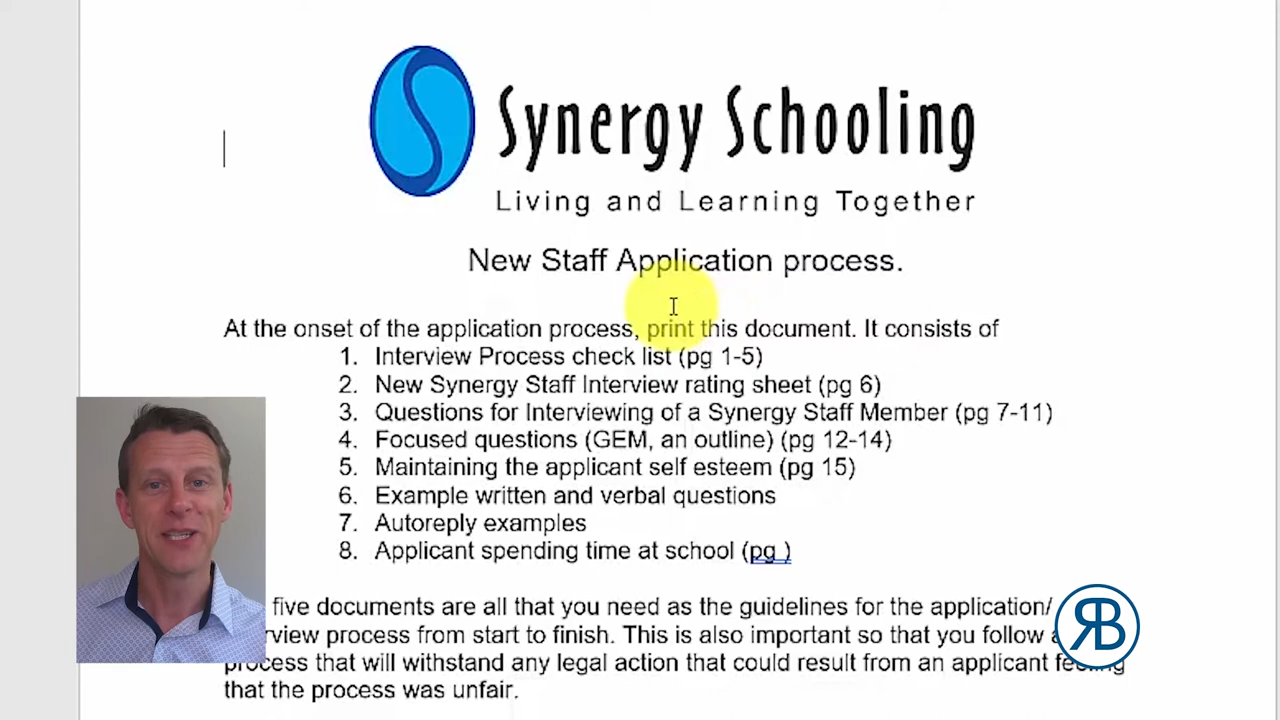 Synergy Schooling
Living and Learning Together
New Staff Application process.
At the onset of the application process, print this document. It consists of
1. Interview Process check list (pg 1-5)
2. New Synergy Staff Interview rating sheet (pg 6)
3. Questions for Interviewing of a Synergy Staff Member (pg 7-11)
4. Focused questions (GEM, an outline) (pg 12-14)
5. Maintaining the applicant self esteem (pg 15)
6. Example written and verbal questions
7. Autoreply examples
8. Applicant spending time at school (pg )
five documents are all that you need as the guidelines for the application/
process from start to finish. This is also important so that you follow
process that will withstand any legal action that could result from an applicant
that the process was unfair.
RB